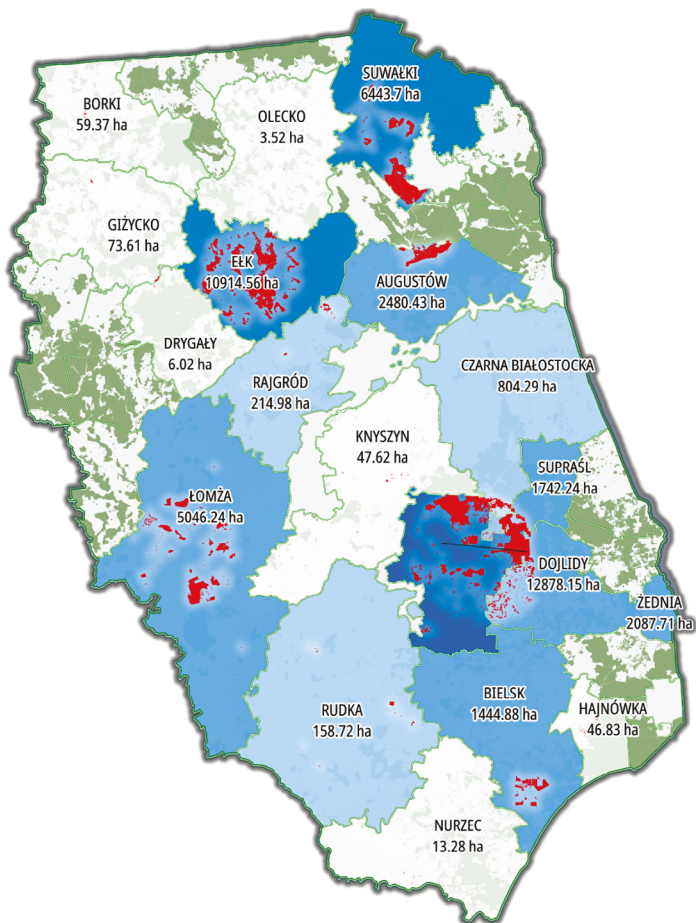 SUWAŁKI
6443.7 ha
BORKI
59.37 ha
OLECKO
3.52 ha
GIŻYCKO
73.61 ha
EŁK
10914.56 ha
AUGUSTÓW
2480.43 ha
DRYGAŁY
6.02 ha
RAJGRÓD
214.98 ha
CZARNA BIAŁOSTOCKA
804.29 ha
KNYSZYN
47.62 ha
SUPRAŚL
1742.24 ha
ŁOMŻA
5046.24 ha
DOJLIDY
12878.15 ha
ŻEDNIA
2087.71 ha
RUDKA
158.72 ha
BIELSK
1444.88 ha
HAJNÓWKA
46.83 ha
NURZEC
13.28 ha